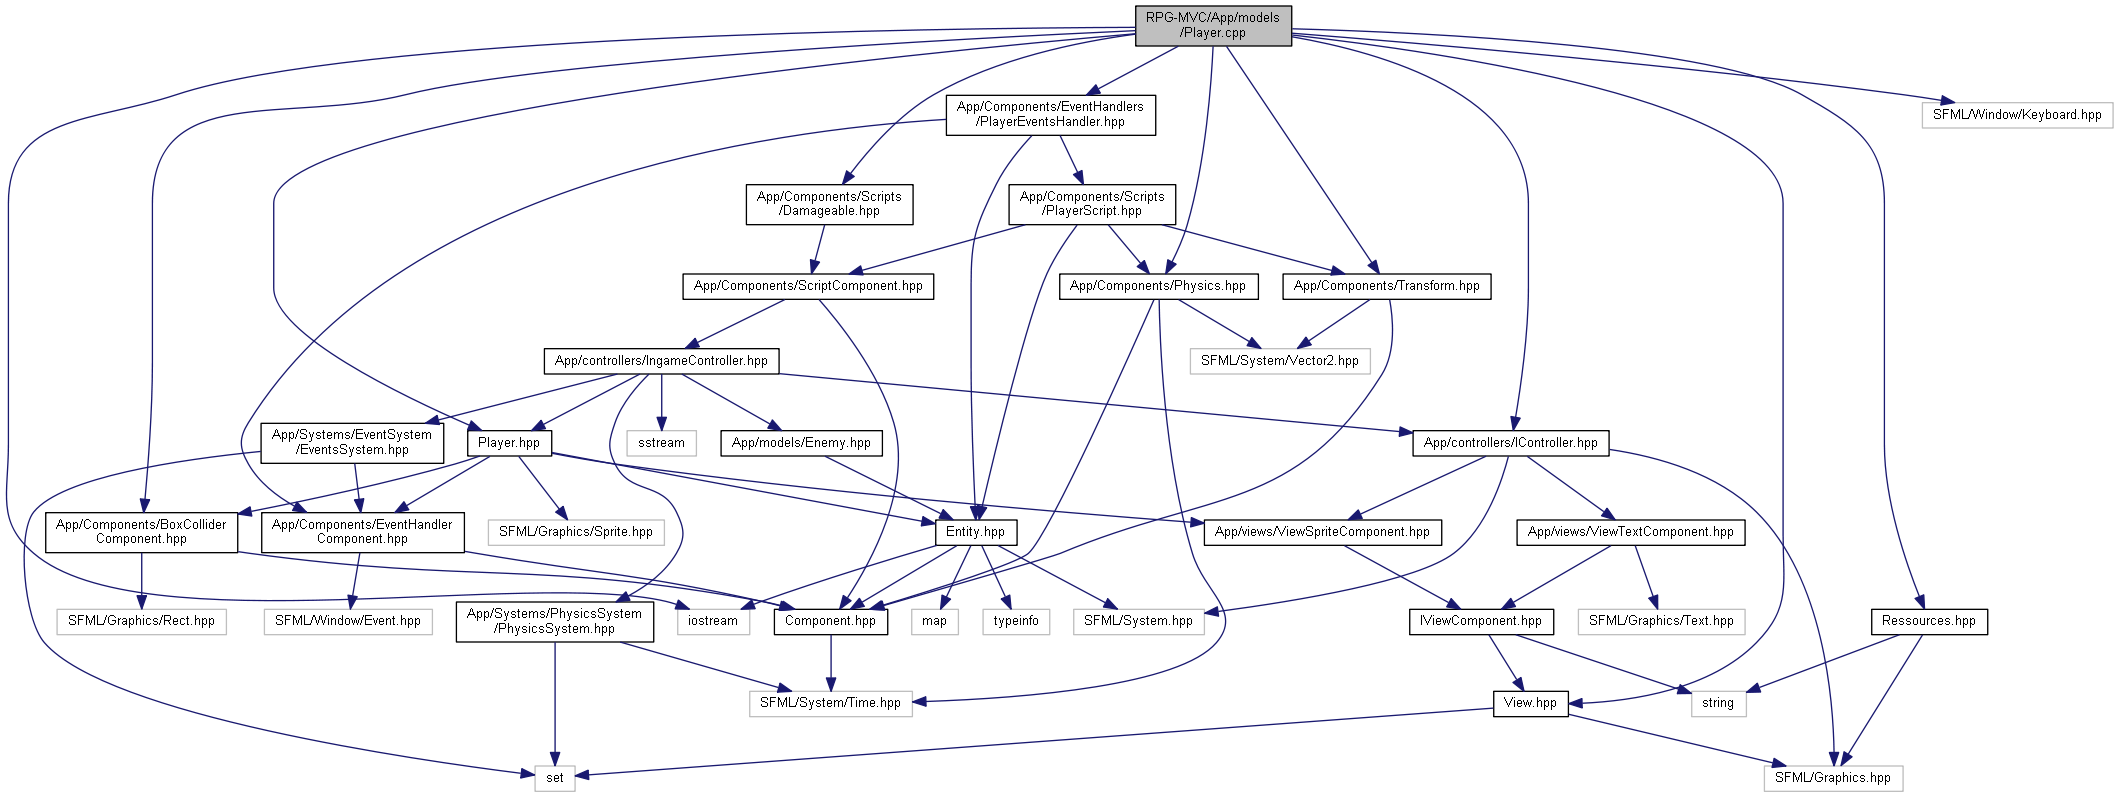 RPG-MVC/App/models
/Player.cpp
App/Components/EventHandlers
/PlayerEventsHandler.hpp
SFML/Window/Keyboard.hpp
App/Components/Scripts
/Damageable.hpp
App/Components/Scripts
/PlayerScript.hpp
App/Components/ScriptComponent.hpp
App/Components/Physics.hpp
App/Components/Transform.hpp
App/controllers/IngameController.hpp
SFML/System/Vector2.hpp
App/Systems/EventSystem
/EventsSystem.hpp
Player.hpp
sstream
App/models/Enemy.hpp
App/controllers/IController.hpp
App/Components/BoxCollider
Component.hpp
App/Components/EventHandler
Component.hpp
SFML/Graphics/Sprite.hpp
Entity.hpp
App/views/ViewSpriteComponent.hpp
App/views/ViewTextComponent.hpp
SFML/Graphics/Rect.hpp
SFML/Window/Event.hpp
App/Systems/PhysicsSystem
/PhysicsSystem.hpp
iostream
Component.hpp
map
typeinfo
SFML/System.hpp
IViewComponent.hpp
SFML/Graphics/Text.hpp
Ressources.hpp
SFML/System/Time.hpp
View.hpp
string
set
SFML/Graphics.hpp